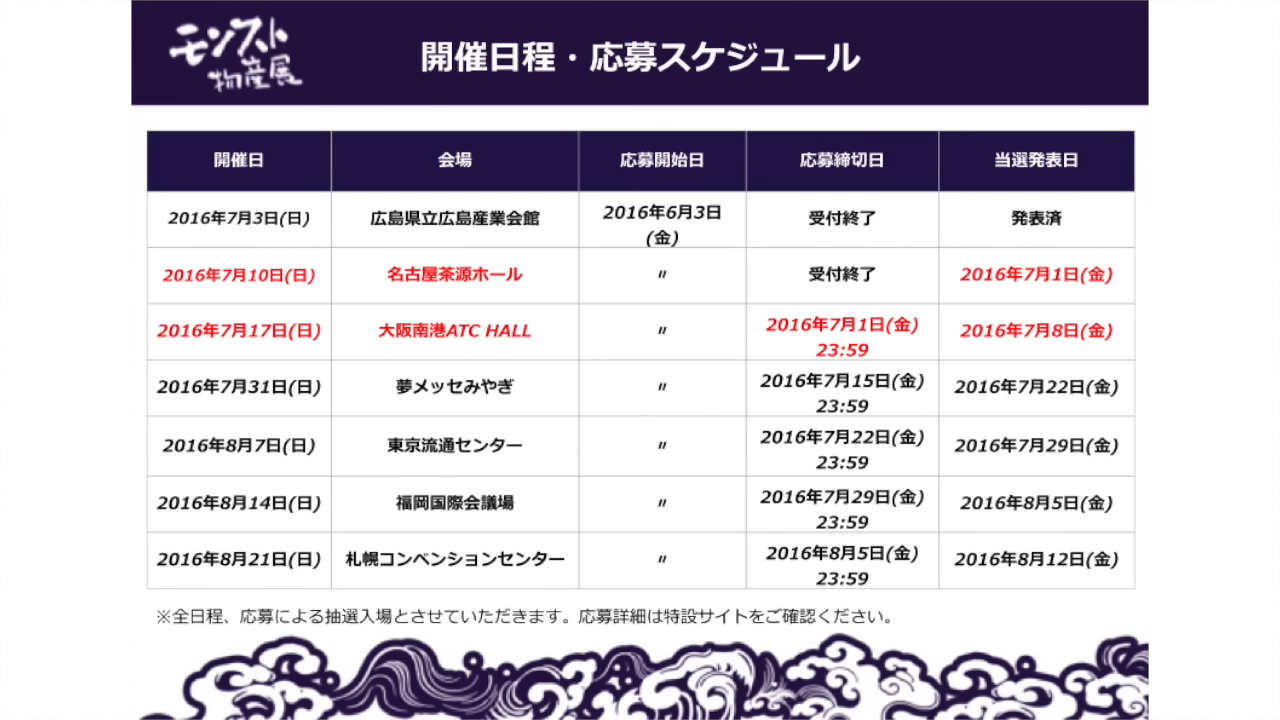 モンスト
物産展
開催日程・応募スケジュール
開催日 会場 応募開始日 応募締切日 当選発表日
2016年7月3日(日) 広島県立広島産業会館 2016年6月3日 受付終了 発表済
(金)
2016年7月10日(日) 名古屋茶源ホール 〃 受付終了 2016年7月1日(金)
2016年7月17日(日) 大阪南港ATC HALL 〃 2016年7月1日(金) 2016年7月8日(金)
23:59
2016年7月31日(日) 夢メッセみやぎ 〃 2016年7月15日(金) 2016年7月22日(金)
23:59
2016年8月7日(日) 東京流通センター 〃 2016年7月22日(金) 2016年7月29日(金)
23:59
2016年8月14日(日) 福岡国際会議場 〃 2016年7月29日(金) 2016年8月5日(金)
23:59
2016年8月21日(日) 札幌コンベンションセンター 〃 2016年8月5日(金) 2016年8月12日(金)
23:59
※全日程、応募による抽選入場とさせていただきます。応募詳細は特設サイトをご確認ください。